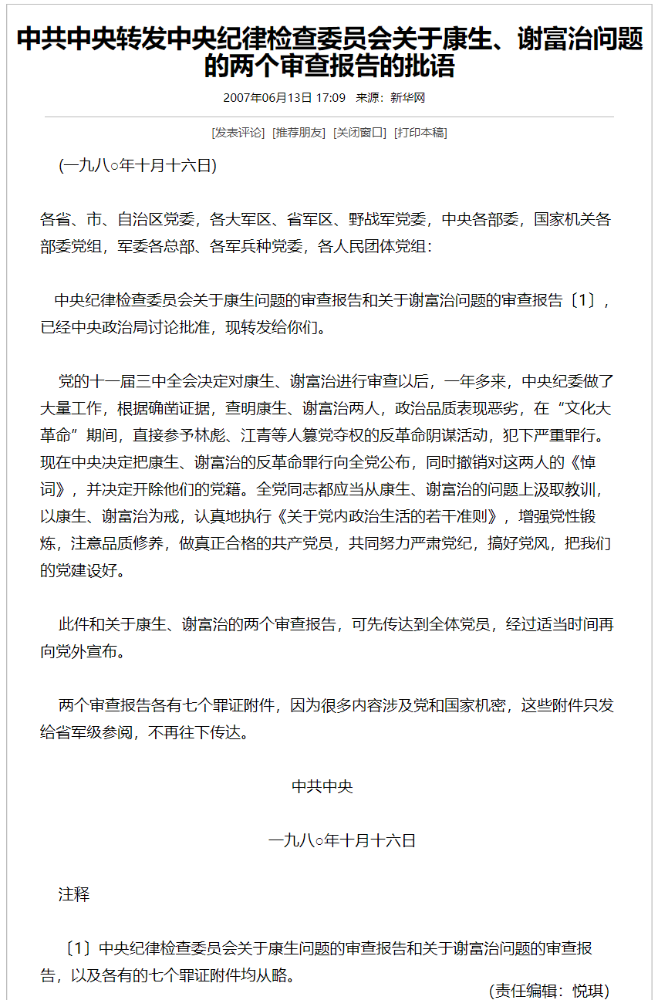 中共中央转发中央纪律检查委员会关于康生、谢富治问题
的两个审查报告的批语
2007年06月13日 17:09 来源：新华网
[发表评论] [推荐朋友] [关闭窗口] [打印本稿]
(一九八○年十月十六日)
各省、市、自治区党委，各大军区、省军区、野战军党委，中央各部委，国家机关各
部委党组，军委各总部、各军兵种党委，各人民团体党组：
中央纪律检查委员会关于康生问题的审查报告和关于谢富治问题的审查报告〔1〕，
已经中央政治局讨论批准，现转发给你们。
党的十一届三中全会决定对康生、谢富治进行审查以后，一年多来，中央纪委做了
大量工作，根据确凿证据，查明康生、谢富治两人，政治品质表现恶劣，在“文化大
革命”期间，直接参予林彪、江青等人篡党夺权的反革命阴谋活动，犯下严重罪行。
现在中央决定把康生、谢富治的反革命罪行向全党公布，同时撤销对这两人的《悼
词》，并决定开除他们的党籍。全党同志都应当从康生、谢富治的问题上汲取教训，
以康生、谢富治为戒，认真地执行《关于党内政治生活的若干准则》，增强党性锻
炼，注意品质修养，做真正合格的共产党员，共同努力严肃党纪，搞好党风，把我们
的党建设好。
此件和关于康生、谢富治的两个审查报告，可先传达到全体党员，经过适当时间再
向党外宣布。
两个审查报告各有七个罪证附件，因为很多内容涉及党和国家机密，这些附件只发
给省军级参阅，不再往下传达。
中共中央
一九八○年十月十六日
注释
〔1〕中央纪律检查委员会关于康生问题的审查报告和关于谢富治问题的审查报
告，以及各有的七个罪证附件均从略。
(责任编辑：悦琪)